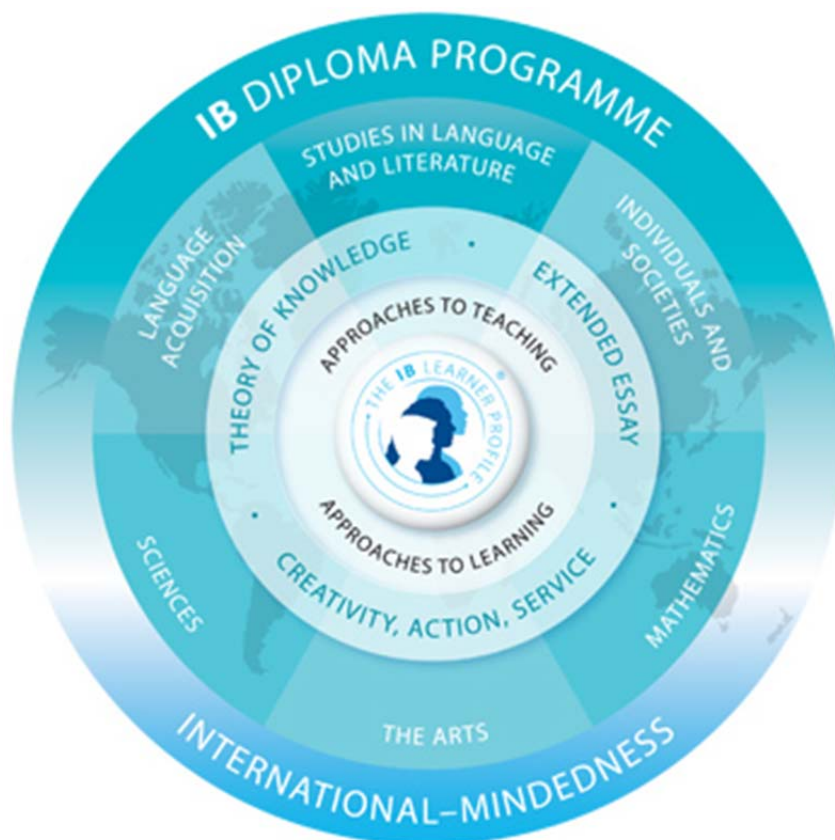 IB DIPLOMA PROGRAMME
STUDIES IN LANGUAGE
AND LITERATURE
LANGUAGE
ACQUISITION
INDIVIDUALS AND
SOCIETIES
THEORY OF KNOWLEDGE
EXTENDED ESSAY
APPROACHES TO TEACHING
THE IB LEARNER PROFILE®
APPROACHES TO LEARNING
CREATIVITY, ACTION, SERVICE
SCIENCES
MATHEMATICS
THE ARTS
INTERNATIONAL–MINDEDNESS